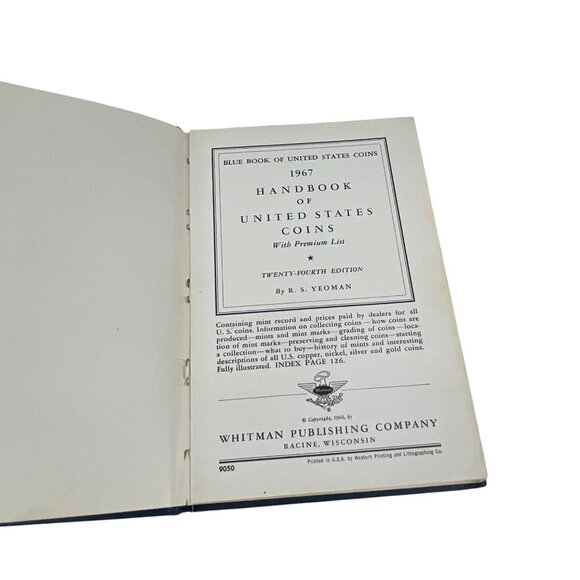 BLUE BOOK OF UNITED STATES COINS
1967
HANDBOOK
OF
UNITED STATES
COINS
With Premium List
★
TWENTY-FOURTH EDITION
By R. S. YEOMAN
Containing mint record and prices paid by dealers for all
U. S. coins. Information on collecting coins—how coins are
produced—mints and mint marks—grading of coins—loca-
tion of mint marks—preserving and cleaning coins—starting
a collection—what to buy—history of mints and interesting
descriptions of all U.S. copper, nickel, silver and gold coins.
Fully illustrated. INDEX PAGE 126.
© Copyright, 1966, by
WHITMAN PUBLISHING COMPANY
RACINE, WISCONSIN
9050
Printed in U.S.A. by Western Printing and Lithographing Co.